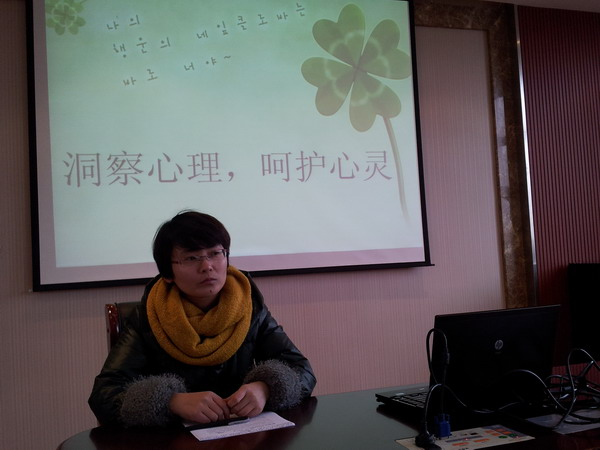 나의
행운의 네잎클로바는
바로 너야~
洞察心理，呵护心灵
hp